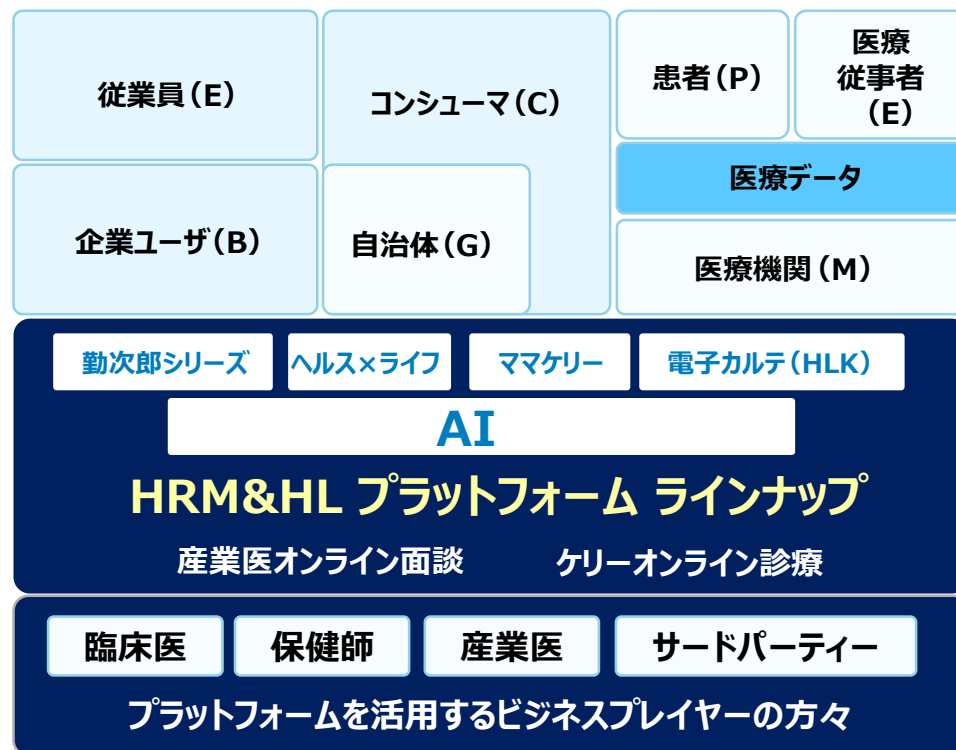 従業員(E)
コンシューマ(C)
患者(P)
医療
従事者
(E)
医療データ
企業ユーザ(B)
自治体(G)
医療機関(M)
勤次郎シリーズ
ヘルス×ライフ
ママケリー
電子カルテ(HLK)
AI
HRM&HL プラットフォーム ラインナップ
産業医オンライン面談
ケリーオンライン診療
臨床医
保健師
産業医
サードパーティー
プラットフォームを活用するビジネスプレイヤーの方々